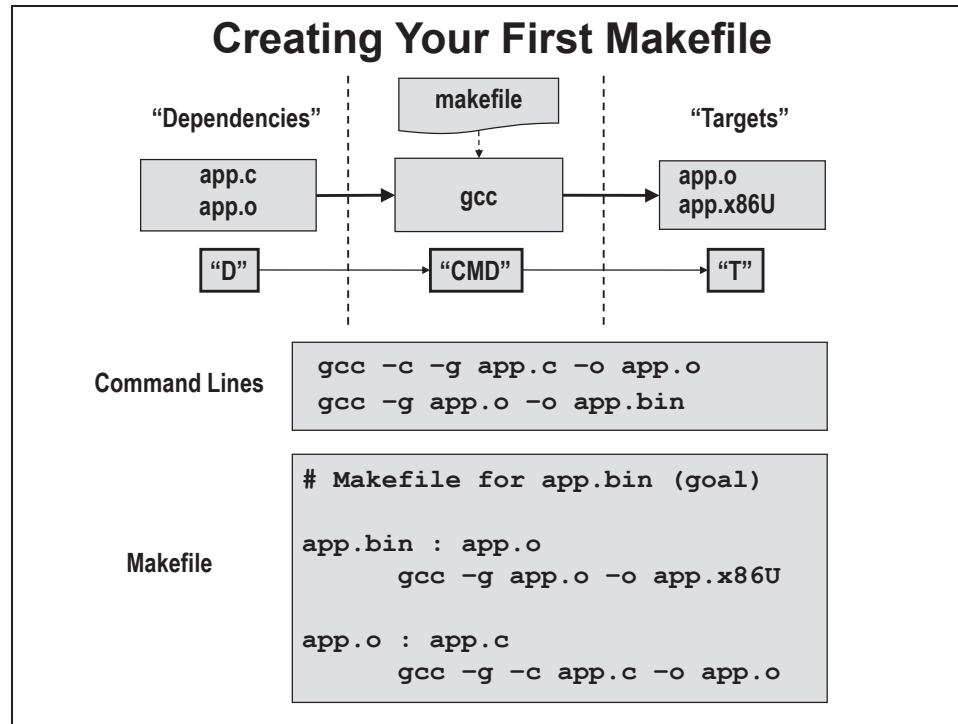 Creating Your First Makefile
makefile
“Dependencies”
“Targets”
app.c
app.o
gcc
app.o
app.x86U
“D”
“CMD”
“T”
Command Lines
gcc –c –g app.c –o app.o
gcc –g app.o –o app.bin
Makefile
# Makefile for app.bin (goal)
app.bin : app.o
gcc –g app.o –o app.x86U
app.o : app.c
gcc –g –c app.c –o app.o